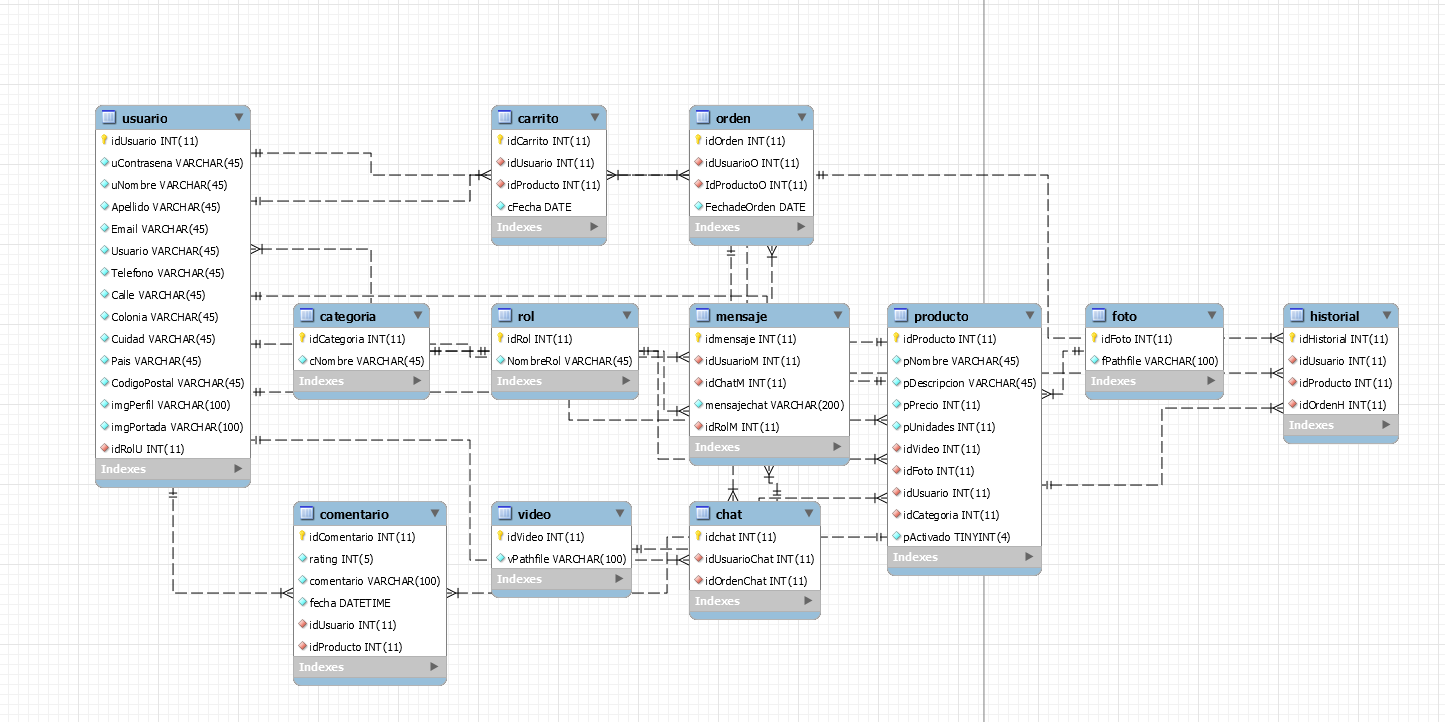 usuario
idUsuario INT(11)
uContrasena VARCHAR(45)
uNombre VARCHAR(45)
Apellido VARCHAR(45)
Email VARCHAR(45)
Usuario VARCHAR(45)
Telefono VARCHAR(45)
Calle VARCHAR(45)
Colonia VARCHAR(45)
Cuidad VARCHAR(45)
Pais VARCHAR(45)
CodigoPostal VARCHAR(45)
imgPerfil VARCHAR(100)
imgPortada VARCHAR(100)
idRolU INT(11)
Indexes
carrito
idCarrito INT(11)
idUsuario INT(11)
idProducto INT(11)
cFecha DATE
Indexes
orden
idOrden INT(11)
idUsuarioO INT(11)
IdProductoO INT(11)
FechadeOrden DATE
Indexes
categoria
idCategoria INT(11)
cNombre VARCHAR(45)
Indexes
rol
idRol INT(11)
NombreRol VARCHAR(45)
Indexes
mensaje
idmensaje INT(11)
idUsuarioM INT(11)
idChatM INT(11)
mensajechat VARCHAR(200)
idRolM INT(11)
Indexes
producto
idProducto INT(11)
pNombre VARCHAR(45)
pDescripcion VARCHAR(45)
pPrecio INT(11)
pUnidades INT(11)
idVideo INT(11)
idFoto INT(11)
idUsuario INT(11)
idCategoria INT(11)
pActivado TINYINT(4)
Indexes
foto
idFoto INT(11)
fPathfile VARCHAR(100)
Indexes
historial
idHistorial INT(11)
idUsuario INT(11)
idProducto INT(11)
idOrdenH INT(11)
Indexes
comentario
idComentario INT(11)
rating INT(5)
comentario VARCHAR(100)
fecha DATETIME
idUsuario INT(11)
idProducto INT(11)
Indexes
video
idVideo INT(11)
vPathfile VARCHAR(100)
Indexes
chat
idchat INT(11)
idUsuarioChat INT(11)
idOrdenChat INT(11)
Indexes